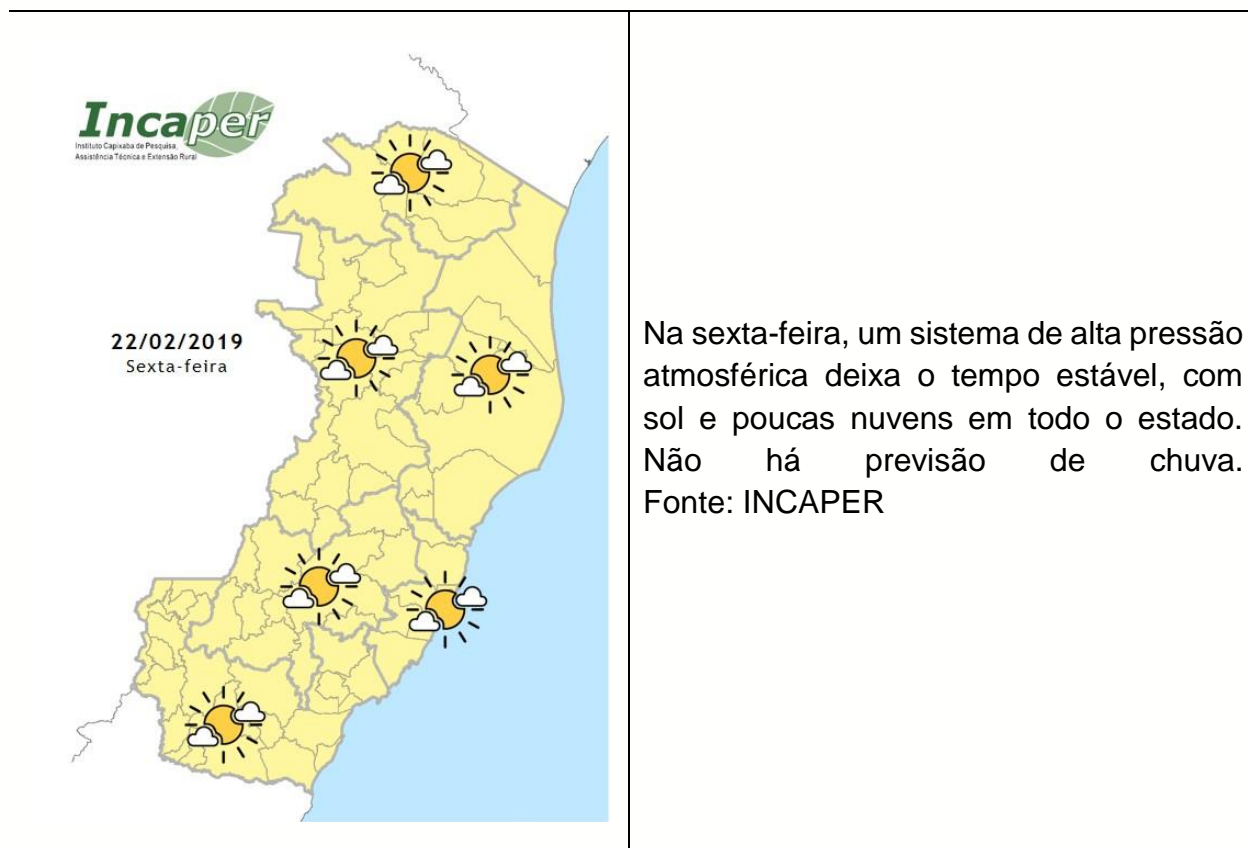 Incaper
Instituto Capixaba de Pesquisa,
Assistência Técnica e Extensão Rural
22/02/2019
Sexta-feira
Na sexta-feira, um sistema de alta pressão
atmosférica deixa o tempo estável, com
sol e poucas nuvens em todo o estado.
Não há previsão de chuva.
Fonte: INCAPER